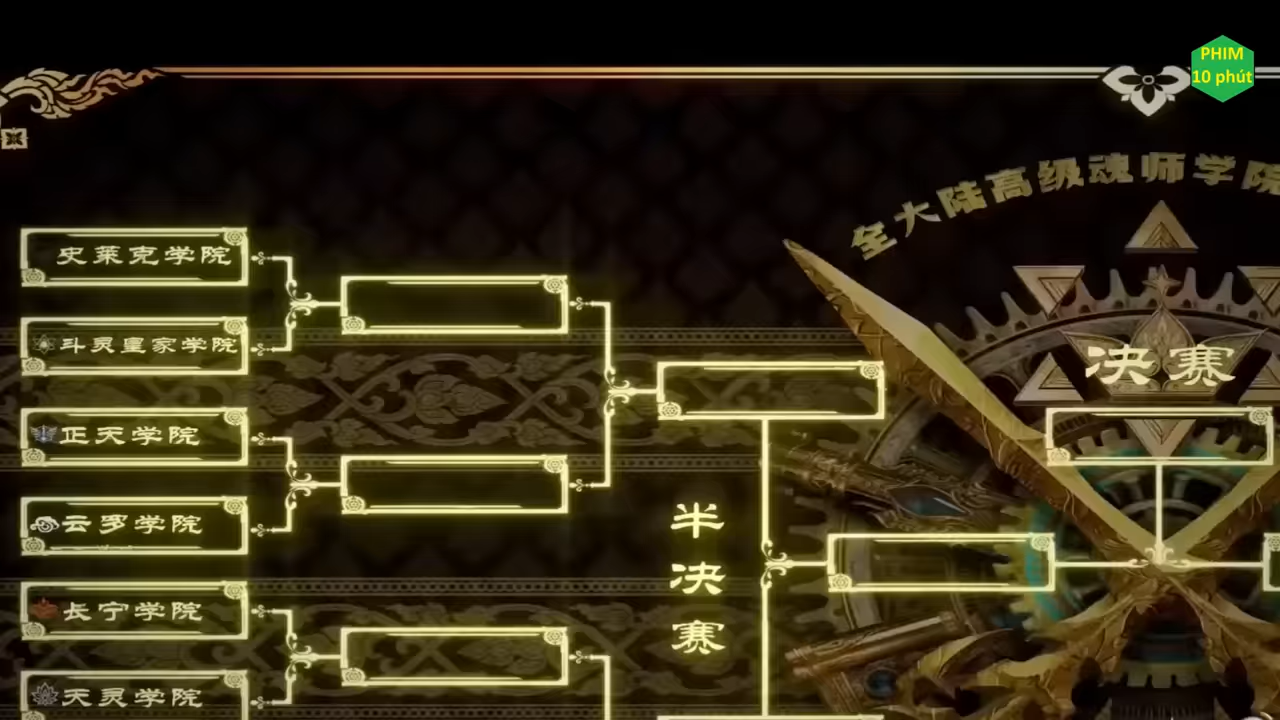 PHIM
10 phút
全大陆高级魂师学院
史莱克学院
斗灵皇家学院
正天学院
云罗学院
长宁学院
天灵学院
半决赛
决赛